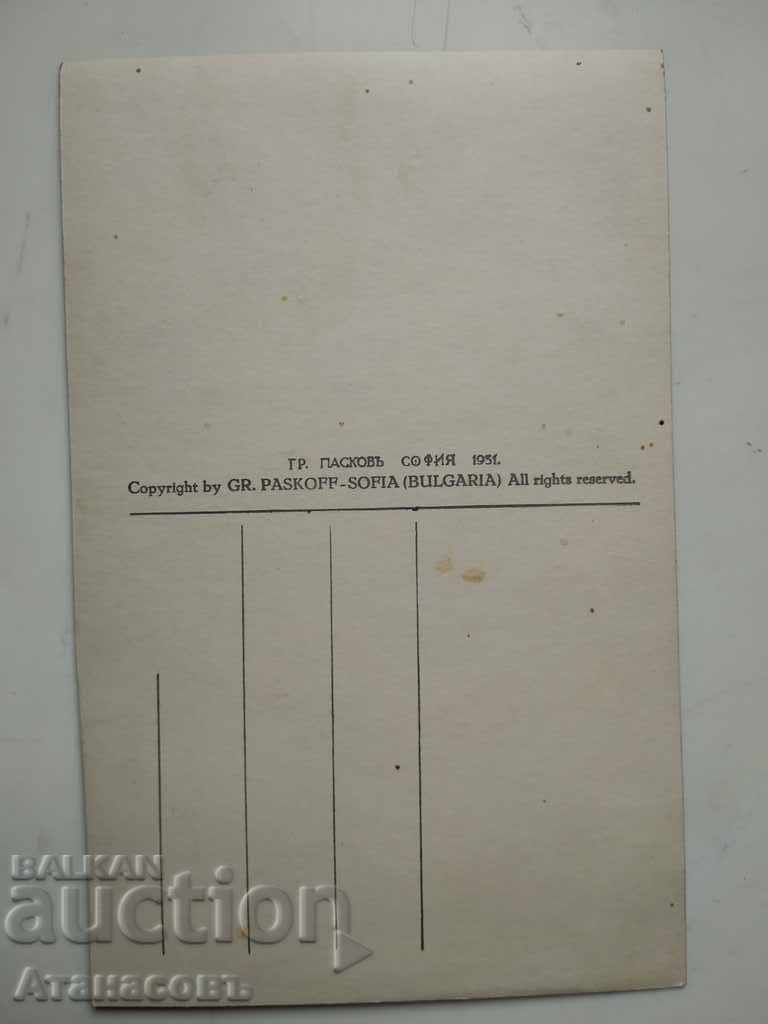 ГР. ПАСКОВЪ СОФИЯ 1931.
Copyright by GR. PASKOFF-SOFIA (BULGARIA) All rights reserved.
BALKAN
auction
Атанасовъ